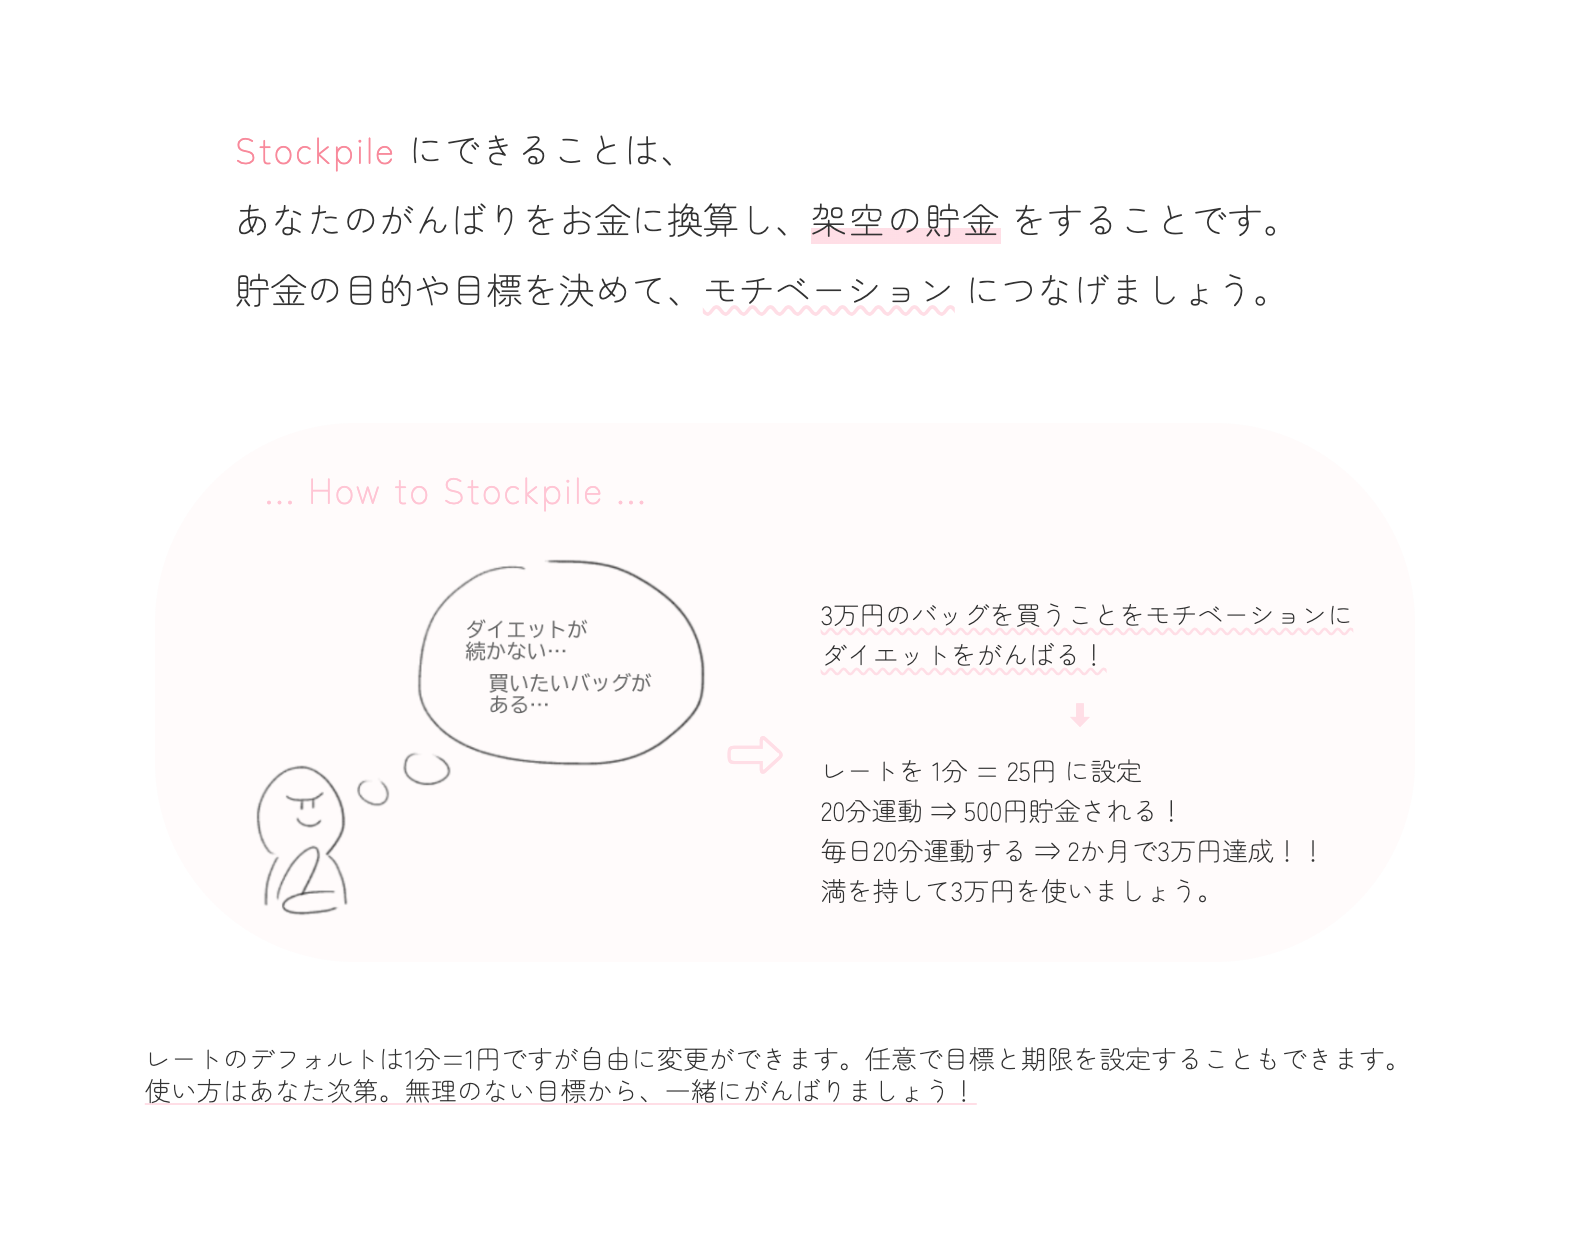 Stockpile にできることは、
あなたのがんばりをお金に換算し、架空の貯金 をすることです。
貯金の目的や目標を決めて、モチベーション につなげましょう。
... How to Stockpile ...
ダイエットが
続かない…
買いたいバッグが
ある…
3万円のバッグを買うことをモチベーションに
ダイエットをがんばる！
レートを 1分 ＝ 25円 に設定
20分運動 ⇒ 500円貯金される！
毎日20分運動する ⇒ 2か月で3万円達成！！
満を持して3万円を使いましょう。
レートのデフォルトは1分＝1円ですが自由に変更ができます。任意で目標と期限を設定することもできます。
使い方はあなた次第。無理のない目標から、一緒にがんばりましょう！